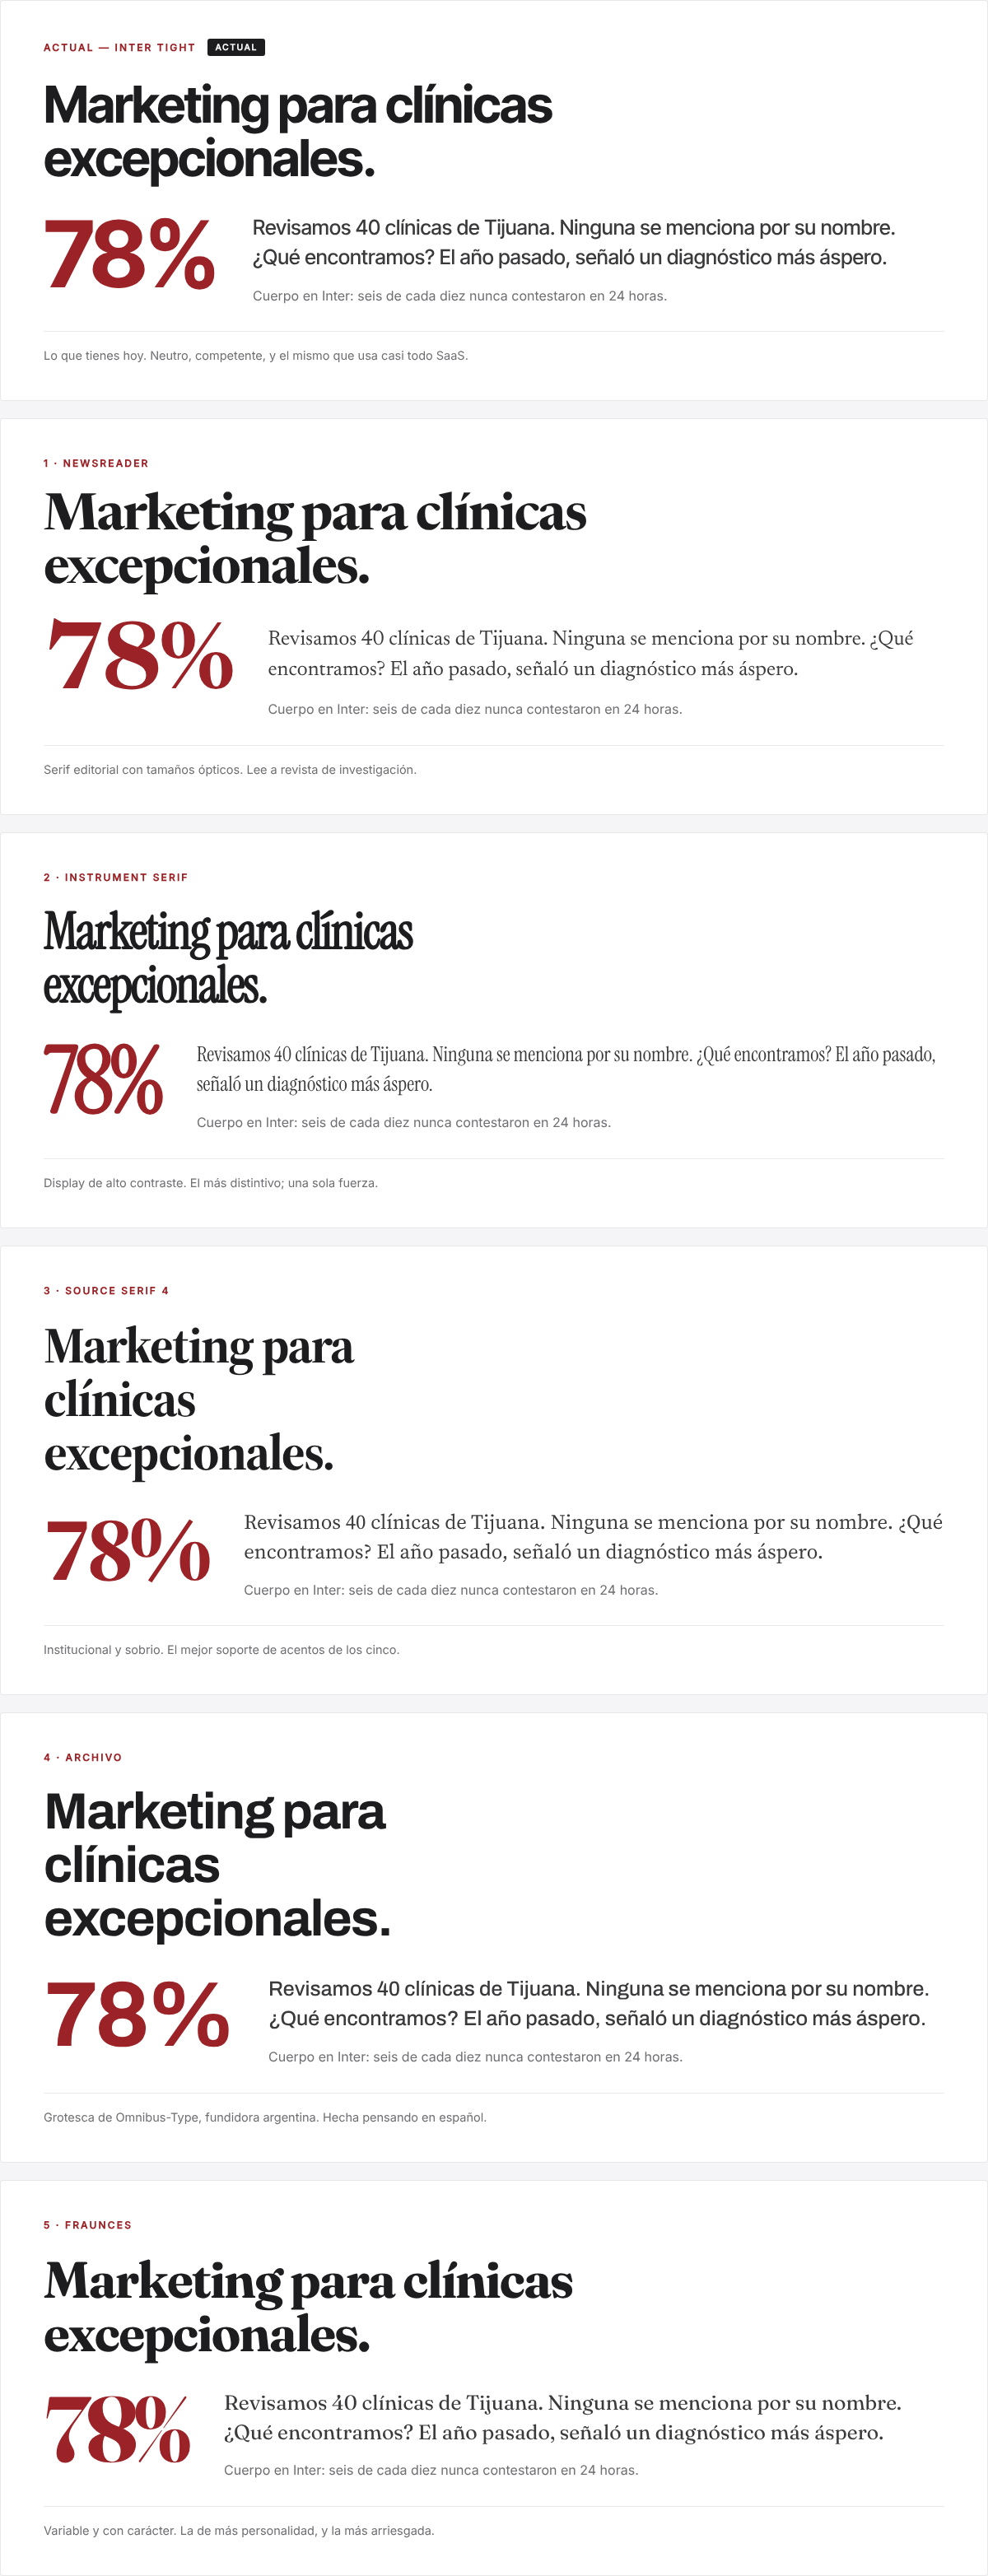 ACTUAL — INTER TIGHT ACTUAL
Marketing para clínicas
excepcionales.
78%
Revisamos 40 clínicas de Tijuana. Ninguna se menciona por su nombre.
¿Qué encontramos? El año pasado, señaló un diagnóstico más áspero.
Cuerpo en Inter: seis de cada diez nunca contestaron en 24 horas.
Lo que tienes hoy. Neutro, competente, y el mismo que usa casi todo SaaS.
1 · NEWSREADER
Marketing para clínicas
excepcionales.
78%
Revisamos 40 clínicas de Tijuana. Ninguna se menciona por su nombre. ¿Qué
encontramos? El año pasado, señaló un diagnóstico más áspero.
Cuerpo en Inter: seis de cada diez nunca contestaron en 24 horas.
Serif editorial con tamaños ópticos. Lee a revista de investigación.
2 · INSTRUMENT SERIF
Marketing para clínicas
excepcionales.
78%
Revisamos 40 clínicas de Tijuana. Ninguna se menciona por su nombre. ¿Qué encontramos? El año pasado,
señaló un diagnóstico más áspero.
Cuerpo en Inter: seis de cada diez nunca contestaron en 24 horas.
Display de alto contraste. El más distintivo; una sola fuerza.
3 · SOURCE SERIF 4
Marketing para
clínicas
excepcionales.
78%
Revisamos 40 clínicas de Tijuana. Ninguna se menciona por su nombre. ¿Qué
encontramos? El año pasado, señaló un diagnóstico más áspero.
Cuerpo en Inter: seis de cada diez nunca contestaron en 24 horas.
Institucional y sobrio. El mejor soporte de acentos de los cinco.
4 · ARCHIVO
Marketing para
clínicas
excepcionales.
78%
Revisamos 40 clínicas de Tijuana. Ninguna se menciona por su nombre.
¿Qué encontramos? El año pasado, señaló un diagnóstico más áspero.
Cuerpo en Inter: seis de cada diez nunca contestaron en 24 horas.
Grotesca de Omnibus-Type, fundidora argentina. Hecha pensando en español.
5 · FRAUNCES
Marketing para clínicas
excepcionales.
78%
Revisamos 40 clínicas de Tijuana. Ninguna se menciona por su nombre.
¿Qué encontramos? El año pasado, señaló un diagnóstico más áspero.
Cuerpo en Inter: seis de cada diez nunca contestaron en 24 horas.
Variable y con carácter. La de más personalidad, y la más arriesgada.